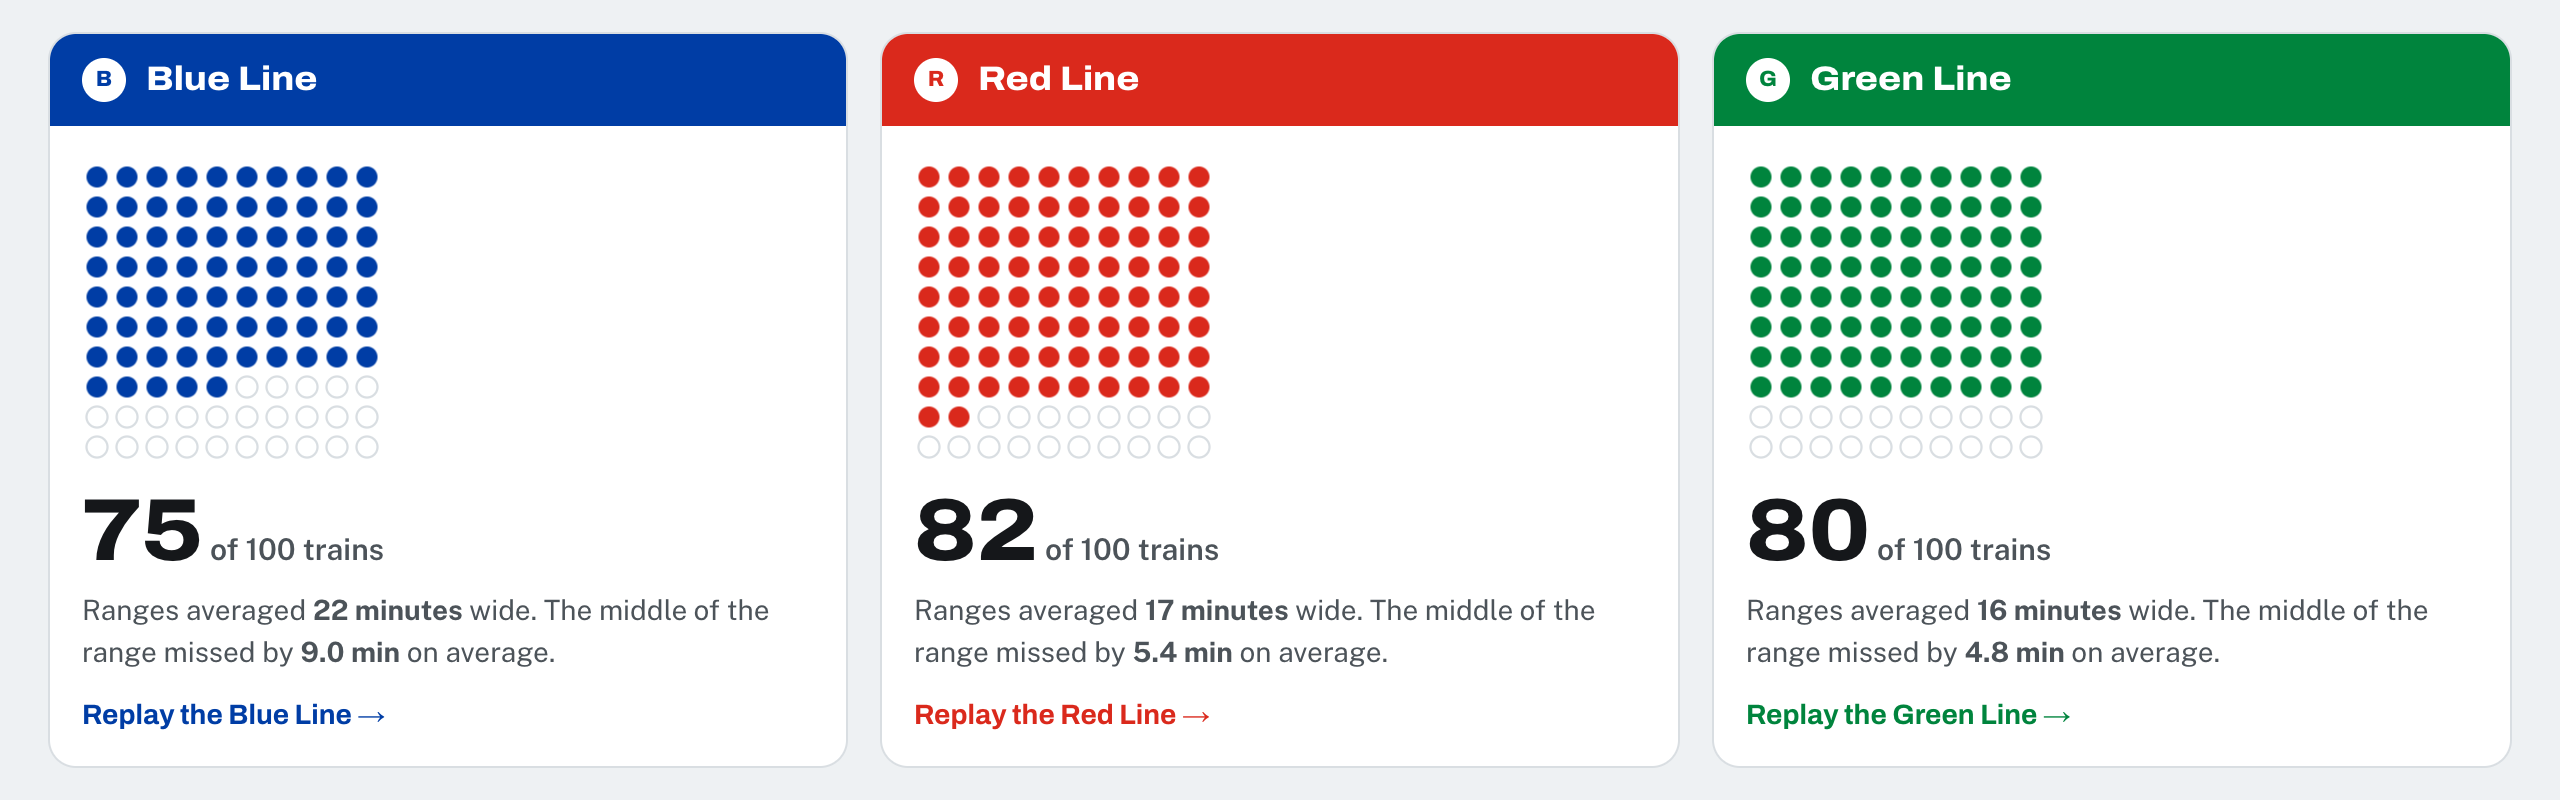 B Blue Line
75 of 100 trains
Ranges averaged 22 minutes wide. The middle of the
range missed by 9.0 min on average.
Replay the Blue Line →
R Red Line
82 of 100 trains
Ranges averaged 17 minutes wide. The middle of the
range missed by 5.4 min on average.
Replay the Red Line →
G Green Line
80 of 100 trains
Ranges averaged 16 minutes wide. The middle of the
range missed by 4.8 min on average.
Replay the Green Line →